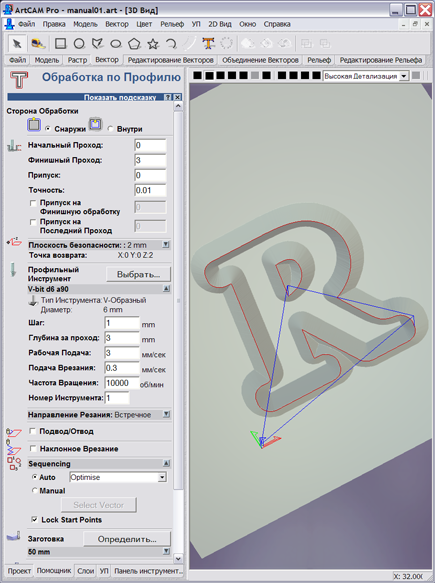 ArtCAM Pro - manual01.art - [3D Вид]
Файл Правка Модель Вектор Цвет Рельеф УП 2D Вид Окно Справка
Файл Модель Растр Вектор Редактирование Векторов Объединение Векторов Рельеф Редактирование Рельефа
Обработка по Профилю
Показать подсказку
Высокая Детализация
Сторона Обработки
Снаружи Внутри
Начальный Проход: 0
Финишный Проход: 3
Припуск: 0
Точность: 0.01
Припуск на Финишную обработку 0
Припуск на Последний Проход 0
Плоскость безопасности: : 2 mm
Точка возврата: X:0 Y:0 Z:2
Профильный Инструмент Выбрать...
V-bit d6 a90
Тип Инструмента: V-Образный
Диаметр: 6 mm
Шаг: 1 mm
Глубина за проход: 3 mm
Рабочая Подача: 3 мм/сек
Подача Врезания: 0.3 мм/сек
Частота Вращения: 10000 об/мин
Номер Инструмента: 1
Направление Резания: Встречное
Подвод/Отвод
Наклонное Врезание
Sequencing
Auto Optimise
Manual
Select Vector
Lock Start Points
Заготовка Определить...
50 mm
Проект Помощник Слои УП Панель инструмент...
X: 32.00